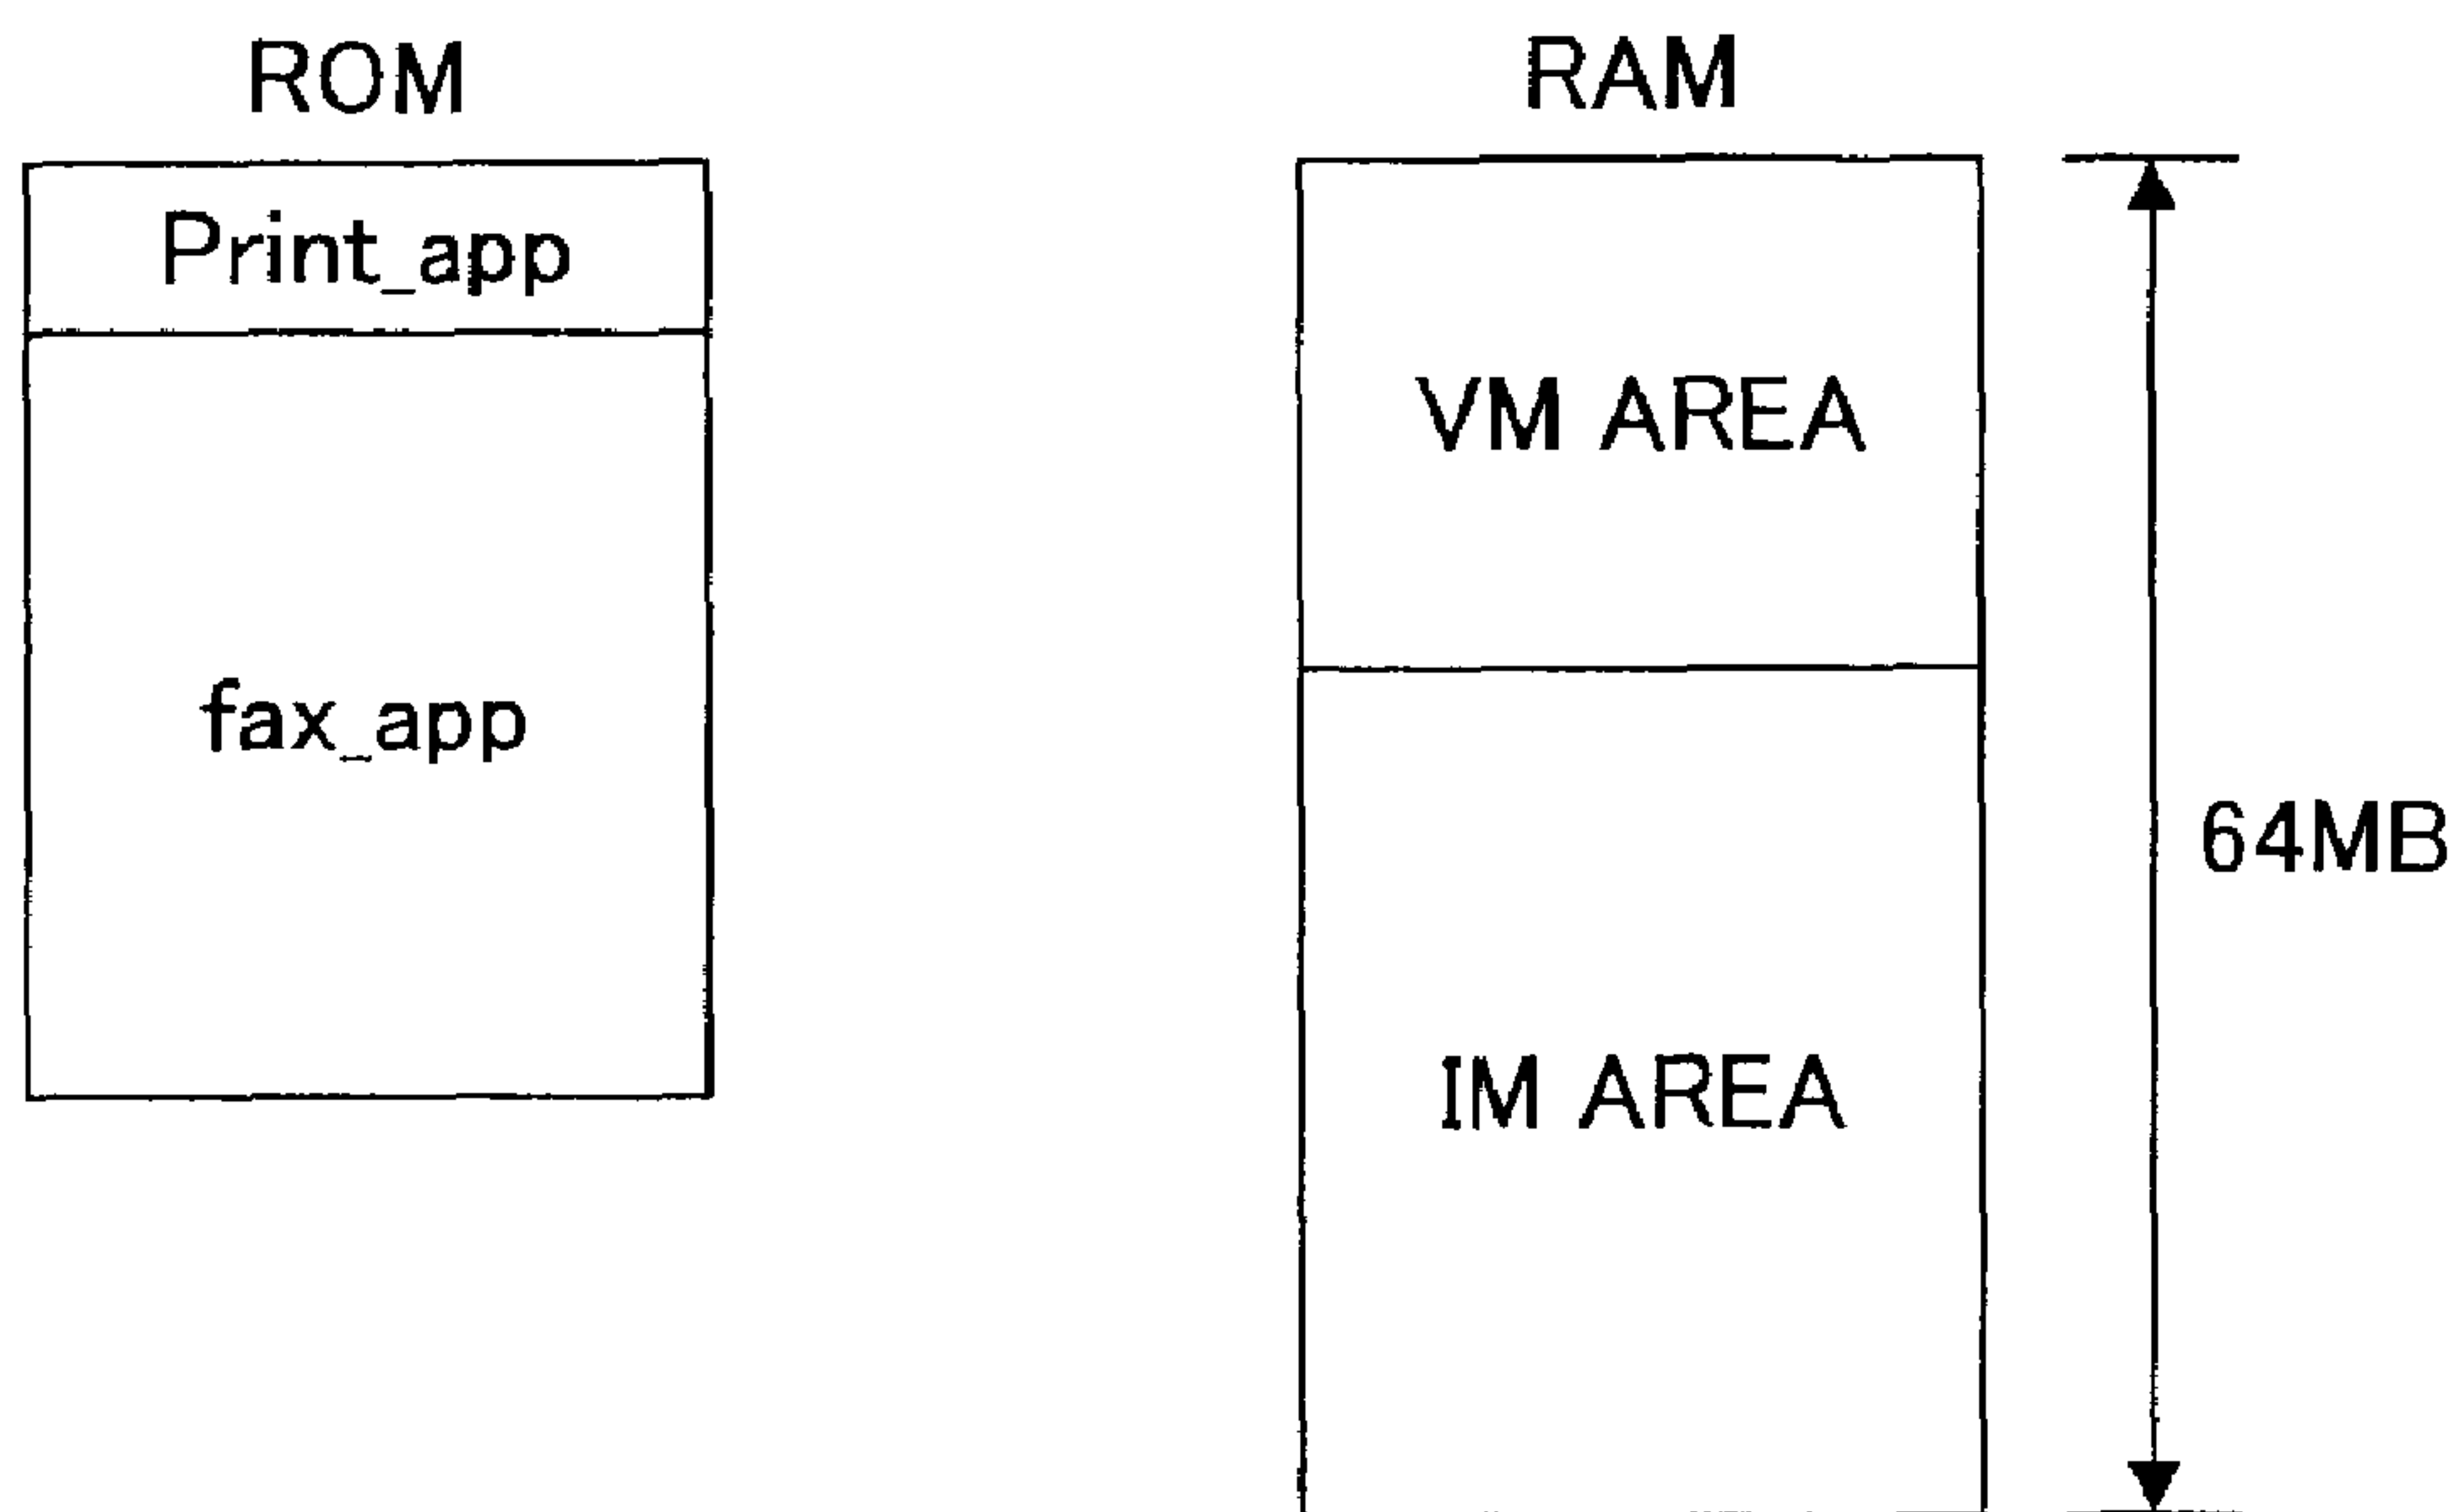 ROM
Print_app
fax_app
RAM
VM AREA
IM AREA
64MB